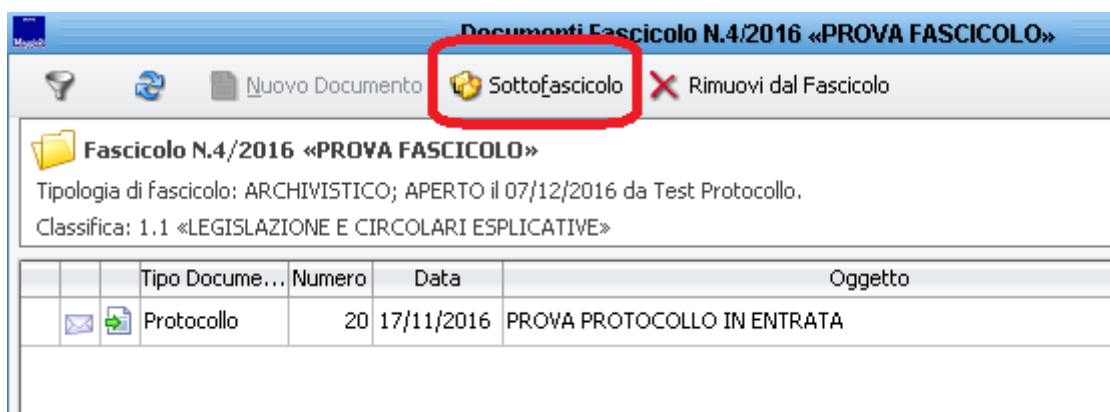 Documenti Fascicolo N.4/2016 «PROVA FASCICOLO»
Nuovo Documento Sottofascicolo Rimuovi dal Fascicolo
Fascicolo N.4/2016 «PROVA FASCICOLO»
Tipologia di fascicolo: ARCHIVISTICO; APERTO il 07/12/2016 da Test Protocollo.
Classifica: 1.1 «LEGISLAZIONE E CIRCOLARI ESPLICATIVE»
Tipo Docume... Numero Data Oggetto
Protocollo 20 17/11/2016 PROVA PROTOCOLLO IN ENTRATA